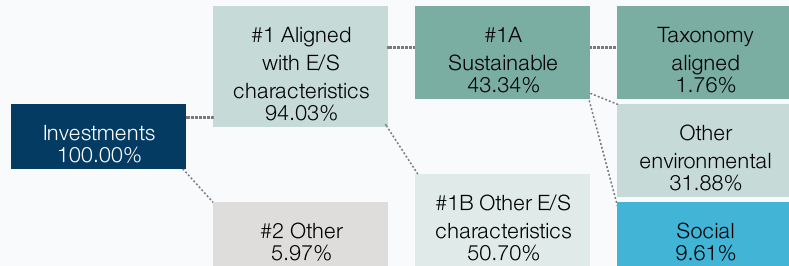 Investments
100.00%
#1 Aligned
with E/S
characteristics
94.03%
#2 Other
5.97%
#1A
Sustainable
43.34%
#1B Other E/S
characteristics
50.70%
Taxonomy
aligned
1.76%
Other
environmental
31.88%
Social
9.61%